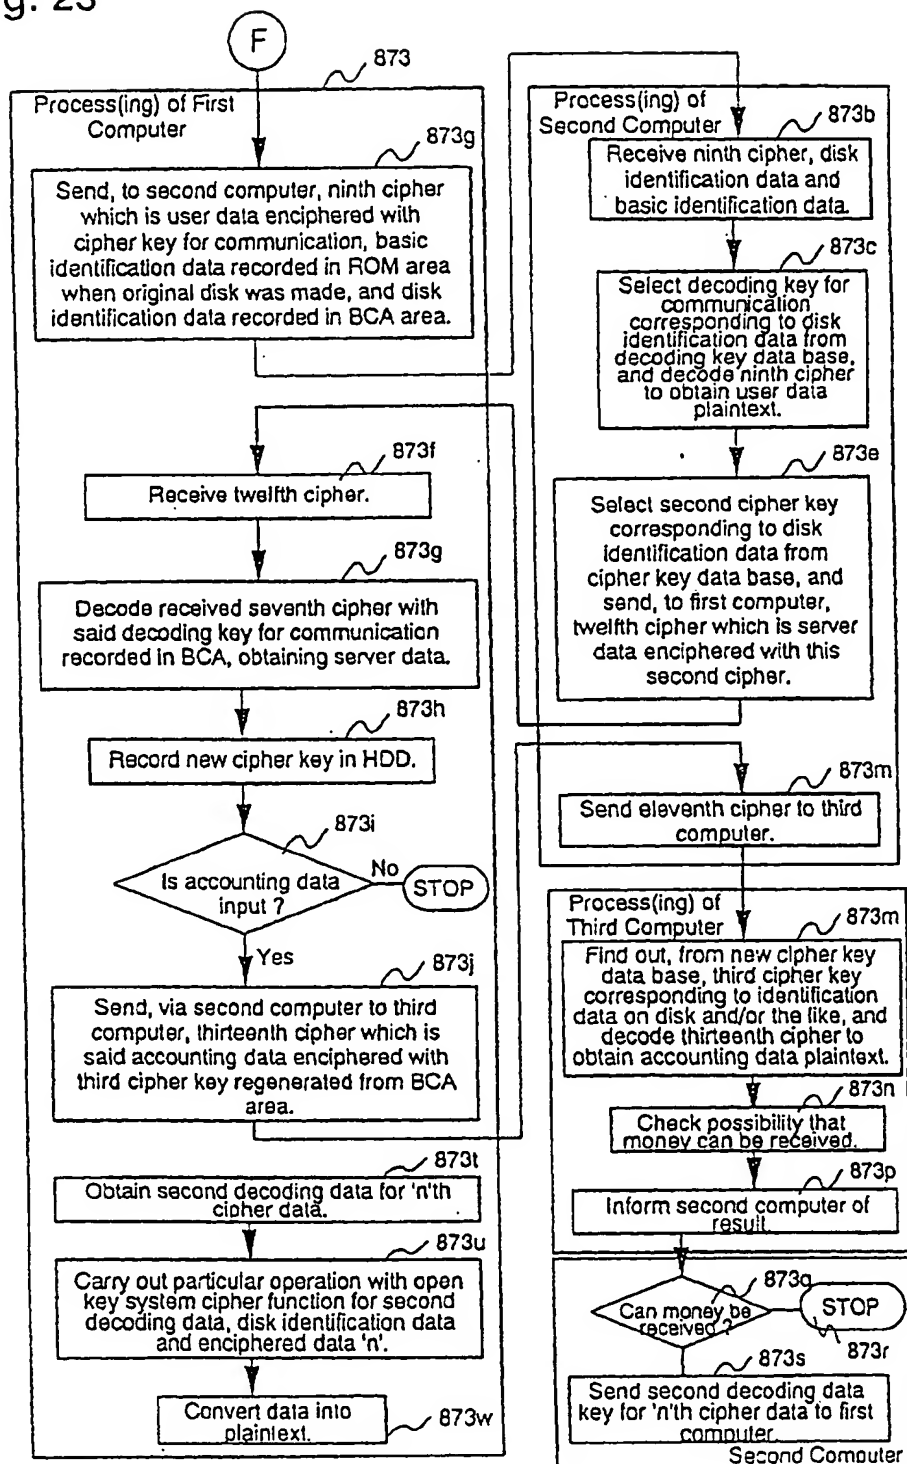 g. 23
F
873
Process(ing) of First
Computer
873g
Send, to second computer, ninth cipher
which is user data enciphered with
cipher key for communication, basic
identification data recorded in ROM area
when original disk was made, and disk
identification data recorded in BCA area.
873f
Receive twelfth cipher.
873g
Decode received seventh cipher with
said decoding key for communication
recorded in BCA, obtaining server data.
873h
Record new cipher key in HDD.
873i
Is accounting data
input ?
No
STOP
Yes
873j
Send, via second computer to third
computer, thirteenth cipher which is
said accounting data enciphered with
third cipher key regenerated from BCA
area.
873t
Obtain second decoding data for 'n'th
cipher data.
873u
Carry out particular operation with open
key system cipher function for second
decoding data, disk identification data
and enciphered data 'n'.
Convert data into
plaintext.
873w
Process(ing) of
Second Computer
873b
Receive ninth cipher, disk
identification data and
basic identification data.
873c
Select decoding key for
communication
corresponding to disk
identification data from
decoding key data base,
and decode ninth cipher
to obtain user data
plaintext.
873e
Select second cipher key
corresponding to disk
identification data from
cipher key data base, and
send, to first computer,
twelfth cipher which is server
data enciphered with this
second cipher.
873m
Send eleventh cipher to third
computer.
Process(ing) of
Third Computer
873m
Find out, from new cipher key
data base, third cipher key
corresponding to identification
data on disk and/or the like, and
decode thirteenth cipher to
obtain accounting data plaintext.
873n
Check possibility that
money can be received.
873p
Inform second computer of
result.
873q
Can money be
received ?
STOP
873r
873s
Send second decoding data
key for 'n'th cipher data to first
computer.
Second Computer